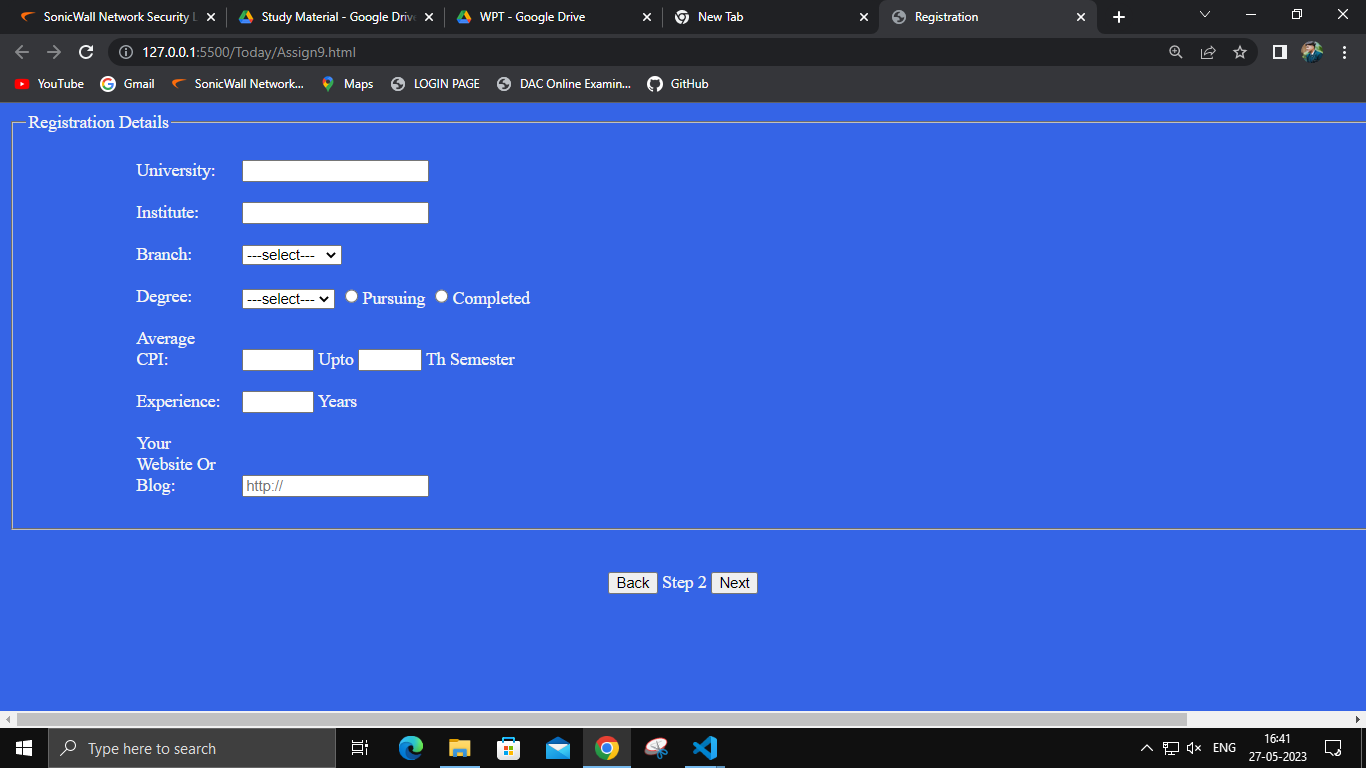 SonicWall Network Security L
Study Material - Google Drive
WPT - Google Drive
New Tab
Registration
127.0.0.1:5500/Today/Assign9.html
YouTube
Gmail
SonicWall Network...
Maps
LOGIN PAGE
DAC Online Examin...
GitHub
Registration Details
University:
Institute:
Branch: ---select---
Degree: ---select--- Pursuing Completed
Average
CPI: Upto Th Semester
Experience: Years
Your
Website Or
Blog: http://
Back Step 2 Next
Type here to search
ENG
16:41
27-05-2023